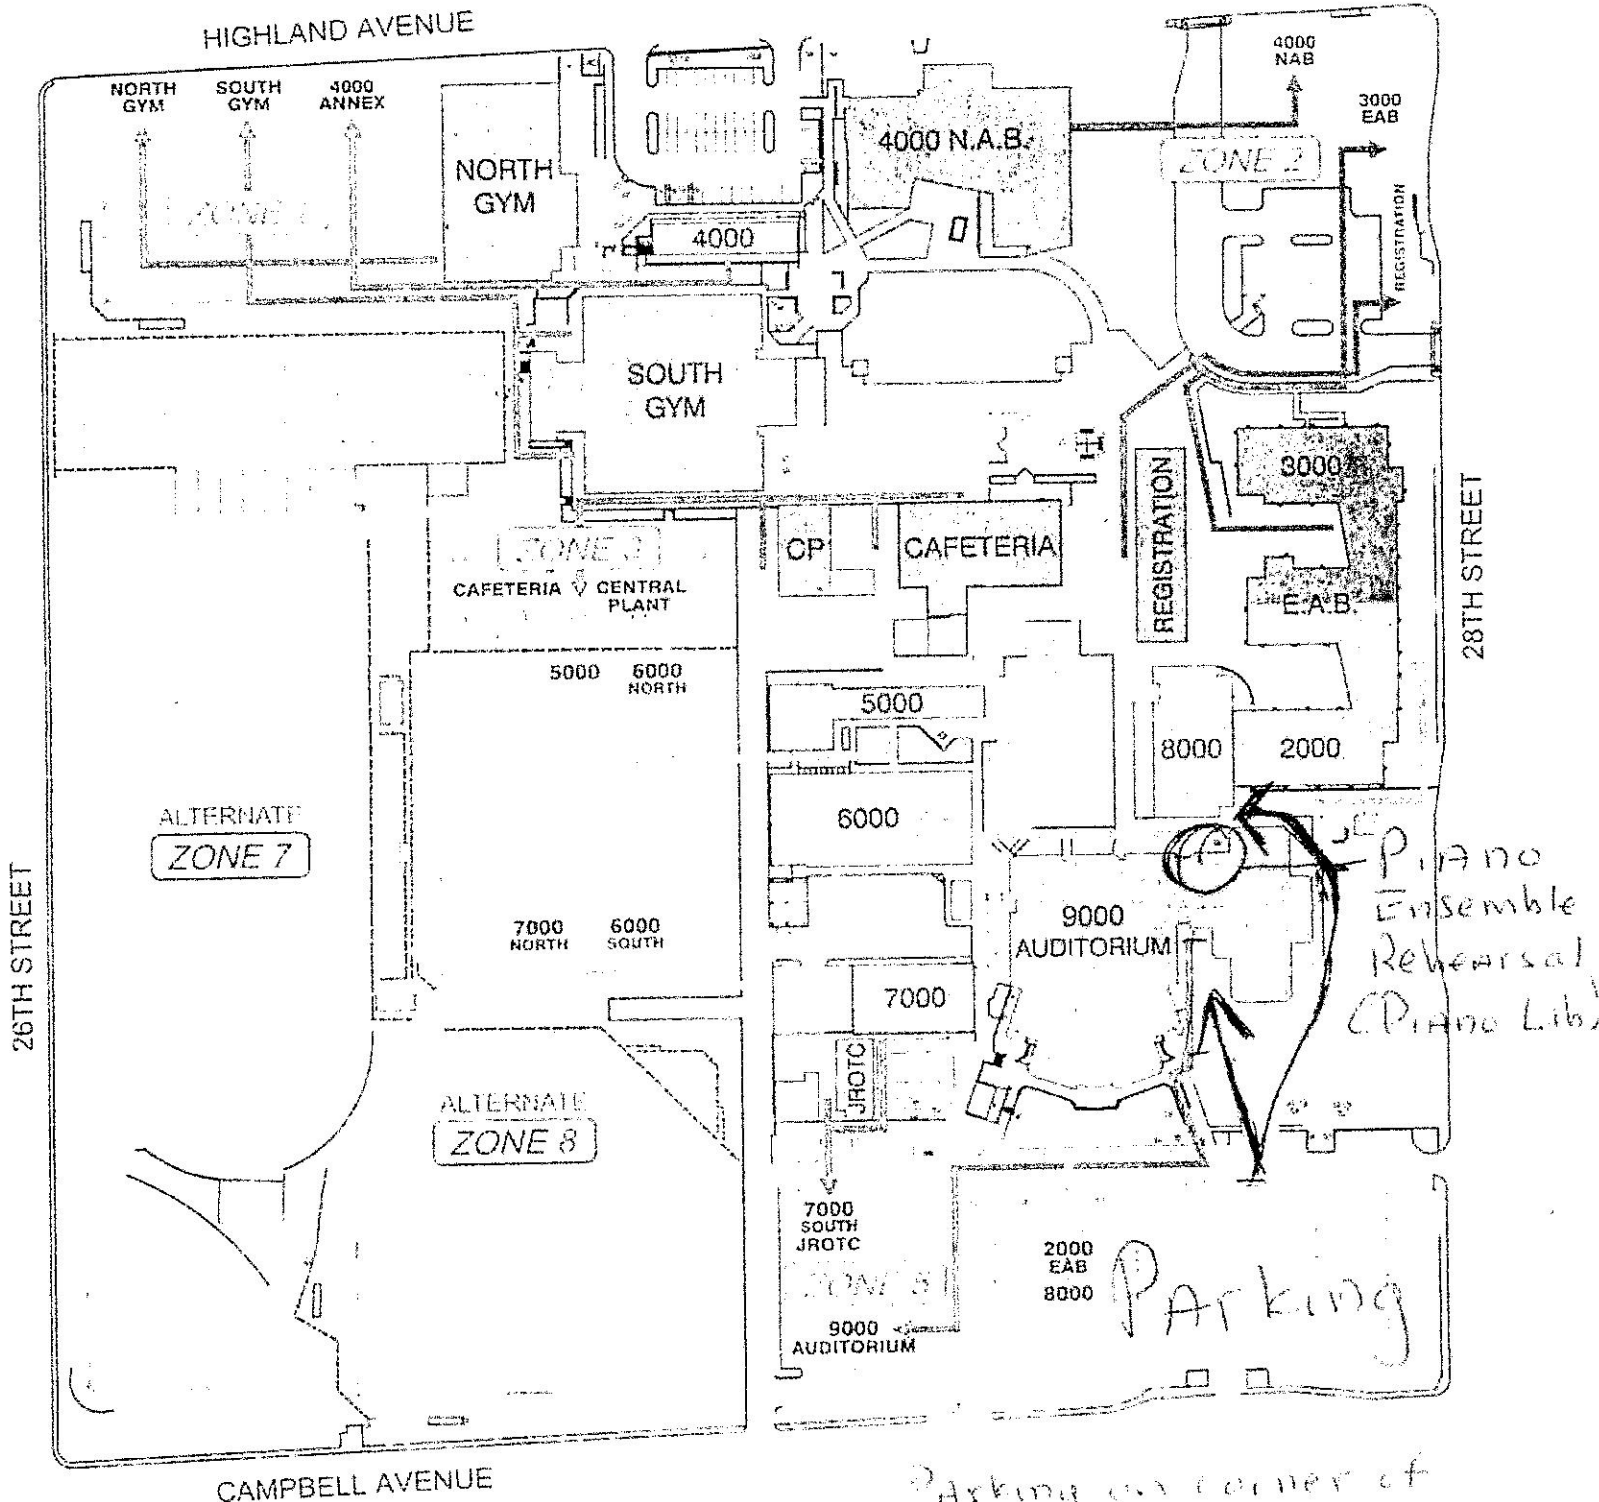 HIGHLAND AVENUE
NORTH
GYM
SOUTH
GYM
4000
ANNEX
4000
NAB
3000
EAB
NORTH
GYM
4000 N.A.B.
ZONE 2
4000
REGISTRATION
SOUTH
GYM
3000
28TH STREET
ZONE 3
CP
CAFETERIA
REGISTRATION
CAFETERIA
CENTRAL
PLANT
E.A.B.
5000
6000
NORTH
5000
8000
2000
ALTERNATE
ZONE 7
6000
PIANO
Ensemble
Rehearsal
(PIANO Lib)
26TH STREET
7000
NORTH
6000
SOUTH
9000
AUDITORIUM
7000
JROTC
ALTERNATE
ZONE 8
7000
SOUTH
JROTC
2000
EAB
8000
PArking
9000
AUDITORIUM
CAMPBELL AVENUE
PArking on corner of